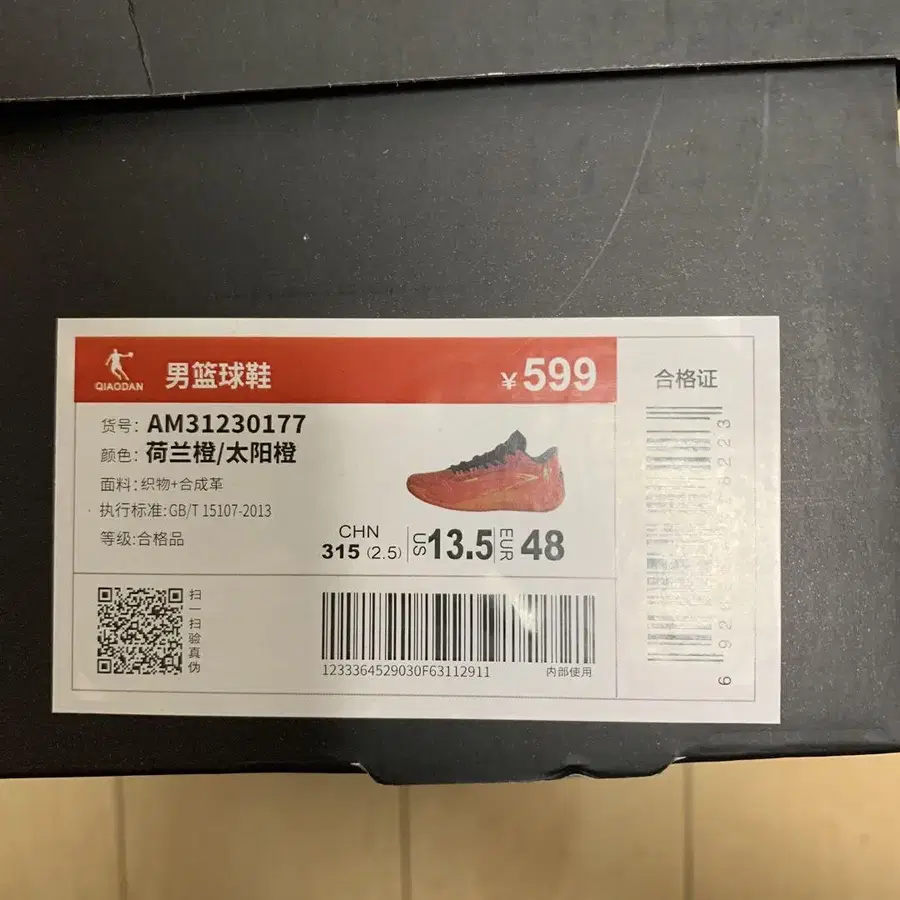 QIAODAN
男篮球鞋
¥599
合格证
货号: AM31230177
颜色: 荷兰橙/太阳橙
面料:织物+合成革
执行标准:GB/T 15107-2013
等级:合格品
CHN
315 (2.5)
US 13.5
EUR 48
扫一扫验真伪
1233364529030F63112911
内部使用